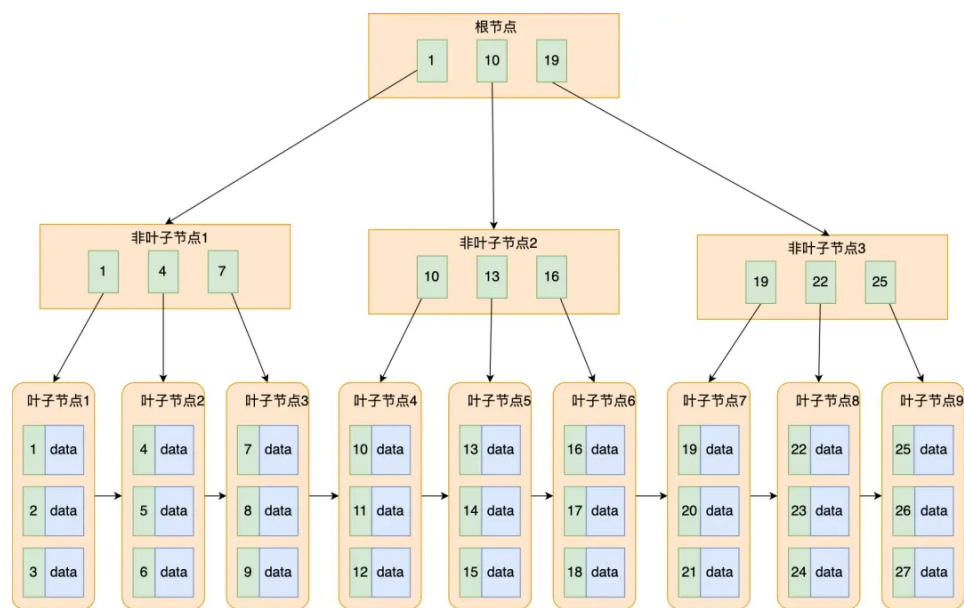 根节点
1 10 19
非叶子节点1 非叶子节点2 非叶子节点3
1 4 7 10 13 16 19 22 25
叶子节点1 叶子节点2 叶子节点3 叶子节点4 叶子节点5 叶子节点6 叶子节点7 叶子节点8 叶子节点9
1 data 4 data 7 data 10 data 13 data 16 data 19 data 22 data 25 data
2 data 5 data 8 data 11 data 14 data 17 data 20 data 23 data 26 data
3 data 6 data 9 data 12 data 15 data 18 data 21 data 24 data 27 data